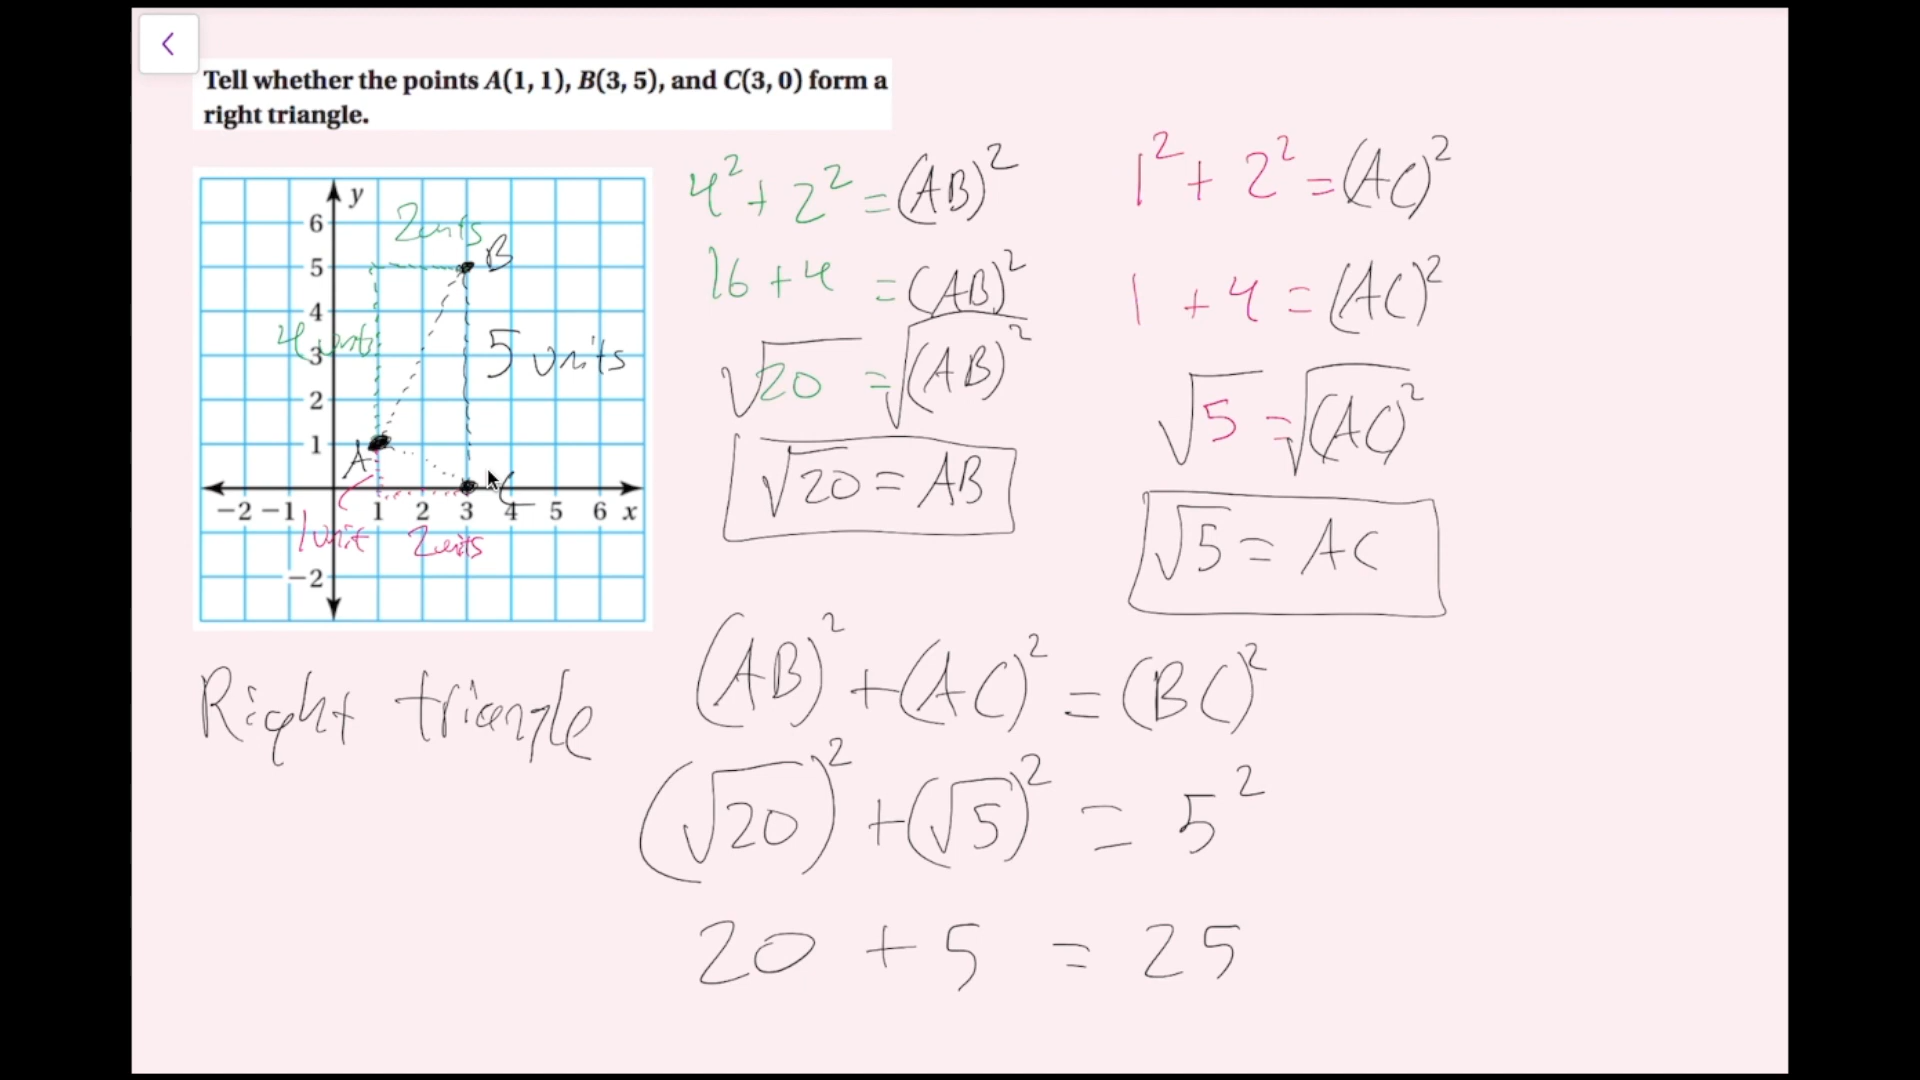 Tell whether the points A(1, 1), B(3, 5), and C(3, 0) form a
right triangle.
y
6
5
4
3
2
1
−2 −1 1 2 3 4 5 6 x
−2
2 units
B
4 units
5 units
A
C
1 unit 2 units
4² + 2² = (AB)²
16 + 4 = (AB)²
√20 = √(AB)²
√20 = AB
1² + 2² = (AC)²
1 + 4 = (AC)²
√5 = √(AC)²
√5 = AC
Right triangle
(AB)² + (AC)² = (BC)²
(√20)² + (√5)² = 5²
20 + 5 = 25